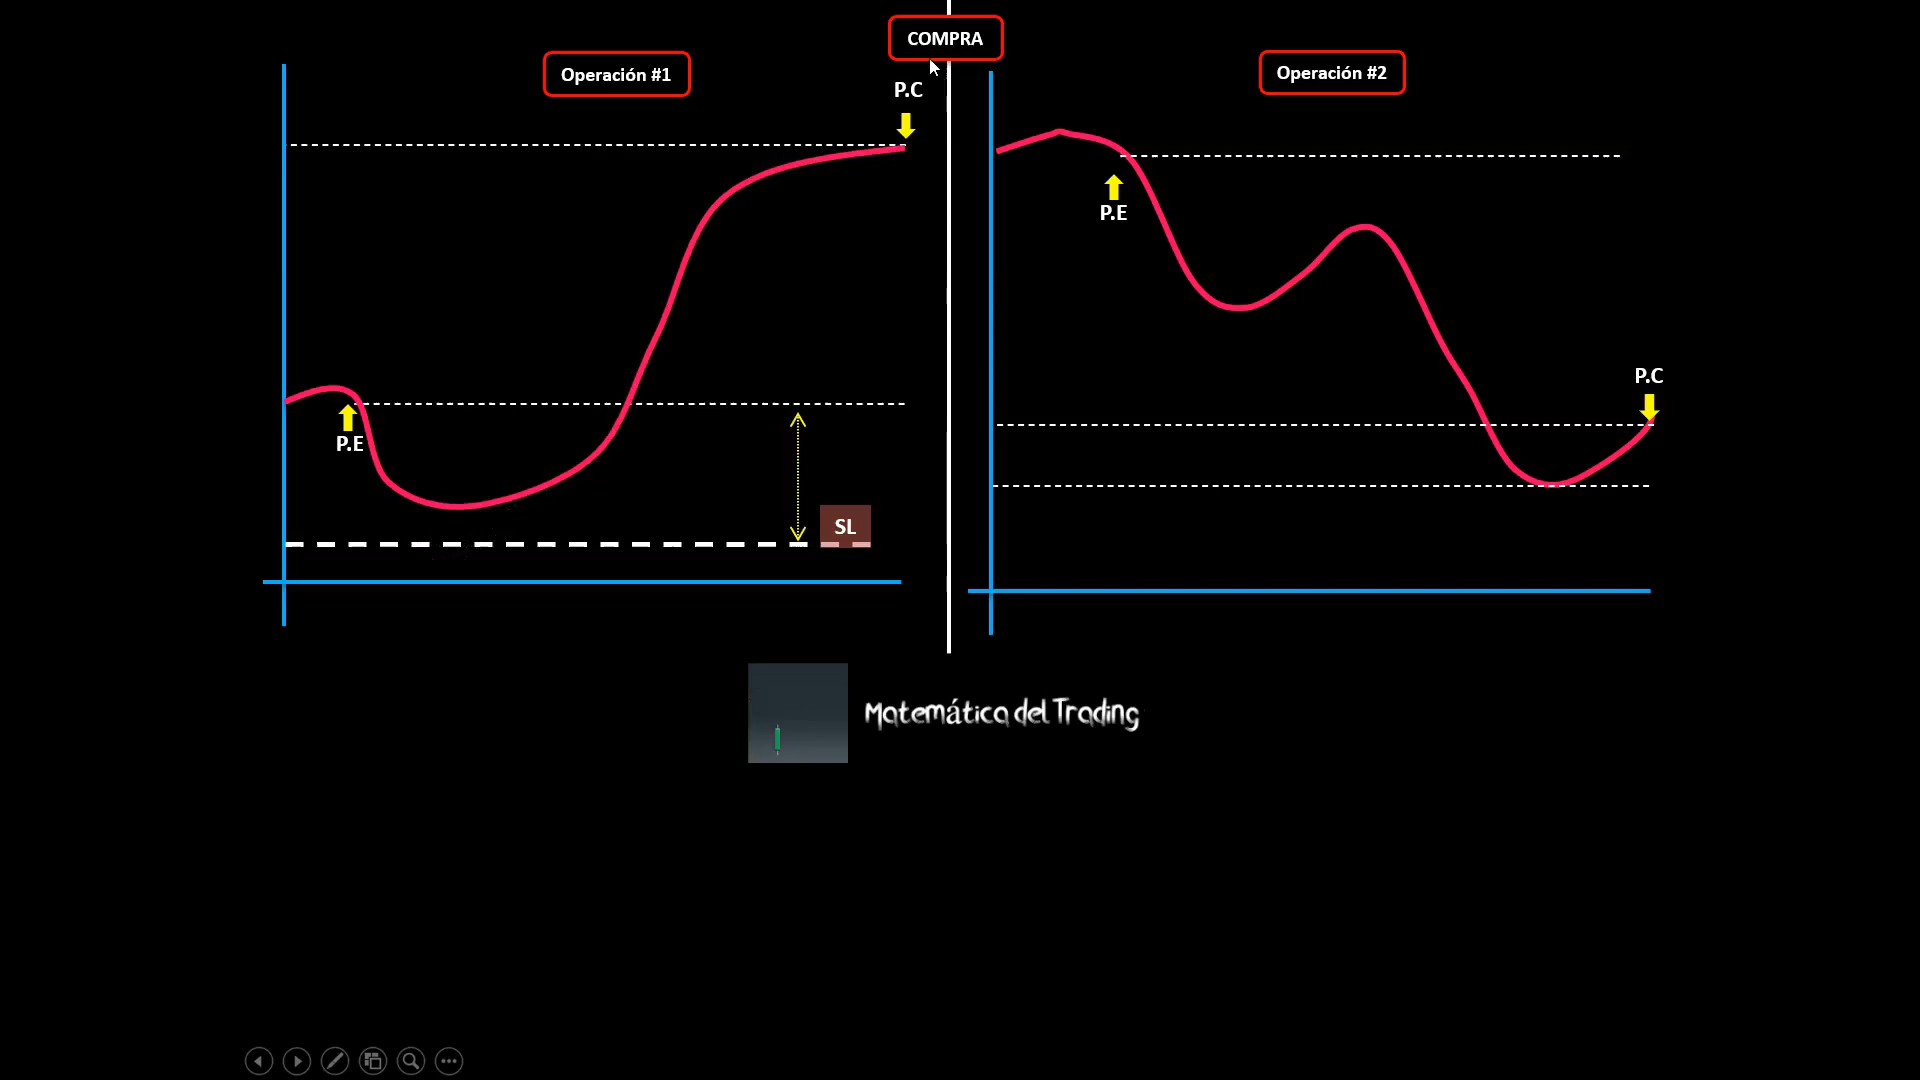 COMPRA
Operación #1
P.C
P.E
SL
Operación #2
P.E
P.C
Matemática del Trading